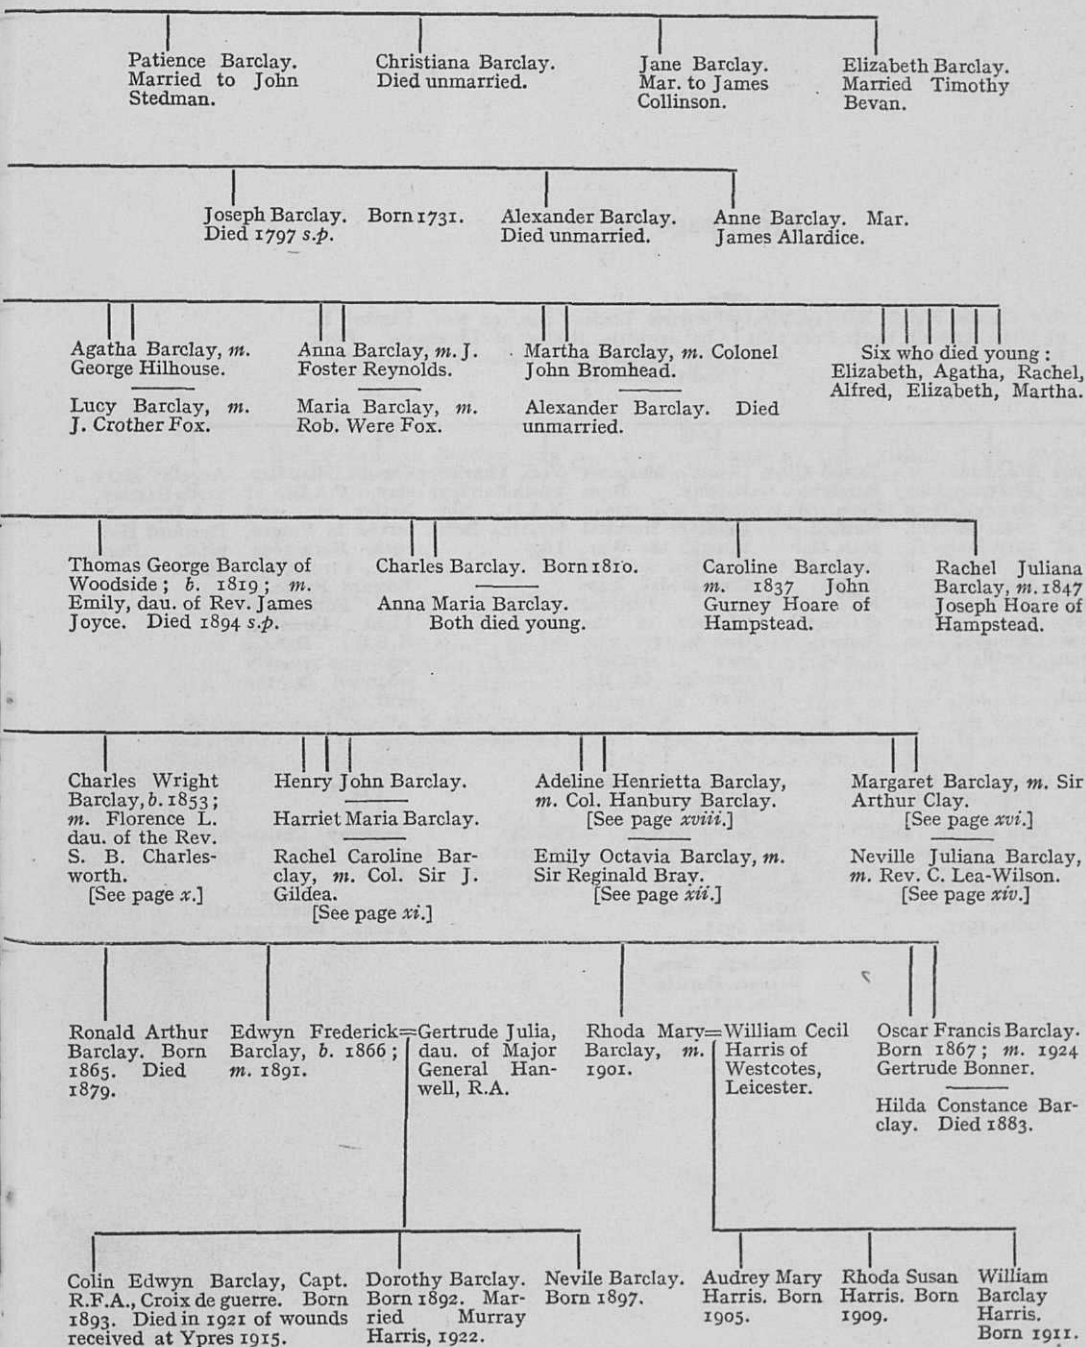 Patience Barclay.
Married to John
Stedman.
Christiana Barclay.
Died unmarried.
Jane Barclay.
Mar. to James
Collinson.
Elizabeth Barclay.
Married Timothy
Bevan.
Joseph Barclay. Born 1731.
Died 1797 s.p.
Alexander Barclay.
Died unmarried.
Anne Barclay. Mar.
James Allardice.
Agatha Barclay, m.
George Hilhouse.
Lucy Barclay, m.
J. Crother Fox.
Anna Barclay, m. J.
Foster Reynolds.
Maria Barclay, m.
Rob. Were Fox.
Martha Barclay, m. Colonel
John Bromhead.
Alexander Barclay. Died
unmarried.
Six who died young:
Elizabeth, Agatha, Rachel,
Alfred, Elizabeth, Martha.
Thomas George Barclay of
Woodside; b. 1819; m.
Emily, dau. of Rev. James
Joyce. Died 1894 s.p.
Charles Barclay. Born 1810.
Anna Maria Barclay.
Both died young.
Caroline Barclay.
m. 1837 John
Gurney Hoare of
Hampstead.
Rachel Juliana
Barclay, m. 1847
Joseph Hoare of
Hampstead.
Charles Wright
Barclay, b. 1853;
m. Florence L.
dau. of the Rev.
S. B. Charles-
worth.
[See page x.]
Henry John Barclay.
Harriet Maria Barclay.
Rachel Caroline Bar-
clay, m. Col. Sir J.
Gildea.
[See page xi.]
Adeline Henrietta Barclay,
m. Col. Hanbury Barclay.
[See page xviii.]
Emily Octavia Barclay, m.
Sir Reginald Bray.
[See page xii.]
Margaret Barclay, m. Sir
Arthur Clay.
[See page xvi.]
Neville Juliana Barclay,
m. Rev. C. Lea-Wilson.
[See page xiv.]
Ronald Arthur
Barclay. Born
1865. Died
1879.
Edwyn Frederick=
Barclay, b. 1866;
m. 1891.
Gertrude Julia,
dau. of Major
General Han-
well, R.A.
Rhoda Mary=
Barclay, m.
1901.
William Cecil
Harris of
Westcotes,
Leicester.
Oscar Francis Barclay.
Born 1867; m. 1924
Gertrude Bonner.
Hilda Constance Bar-
clay. Died 1883.
Colin Edwyn Barclay, Capt.
R.F.A., Croix de guerre. Born
1893. Died in 1921 of wounds
received at Ypres 1915.
Dorothy Barclay.
Born 1892. Mar-
ried Murray
Harris, 1922.
Nevile Barclay.
Born 1897.
Audrey Mary
Harris. Born
1905.
Rhoda Susan
Harris. Born
1909.
William
Barclay
Harris.
Born 1911.